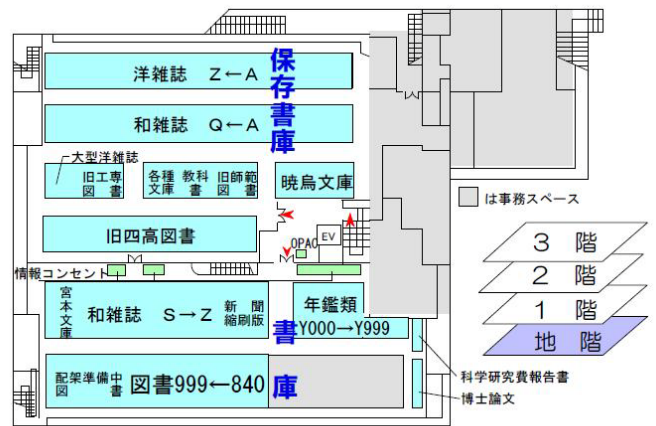 洋雑誌 Z←A
保存書庫
和雑誌 Q←A
大型洋雑誌
旧工専
図書
各種
文庫
教科
書
旧師範
図書
暁烏文庫
は事務スペース
旧四高図書
OPAC
EV
3 階
2 階
1 階
地 階
情報コンセント
宮本文庫
和雑誌 S→Z
新聞
縮刷版
年鑑類
Y000→Y999
書庫
配架準備中
図書
図書999←840
科学研究費報告書
博士論文